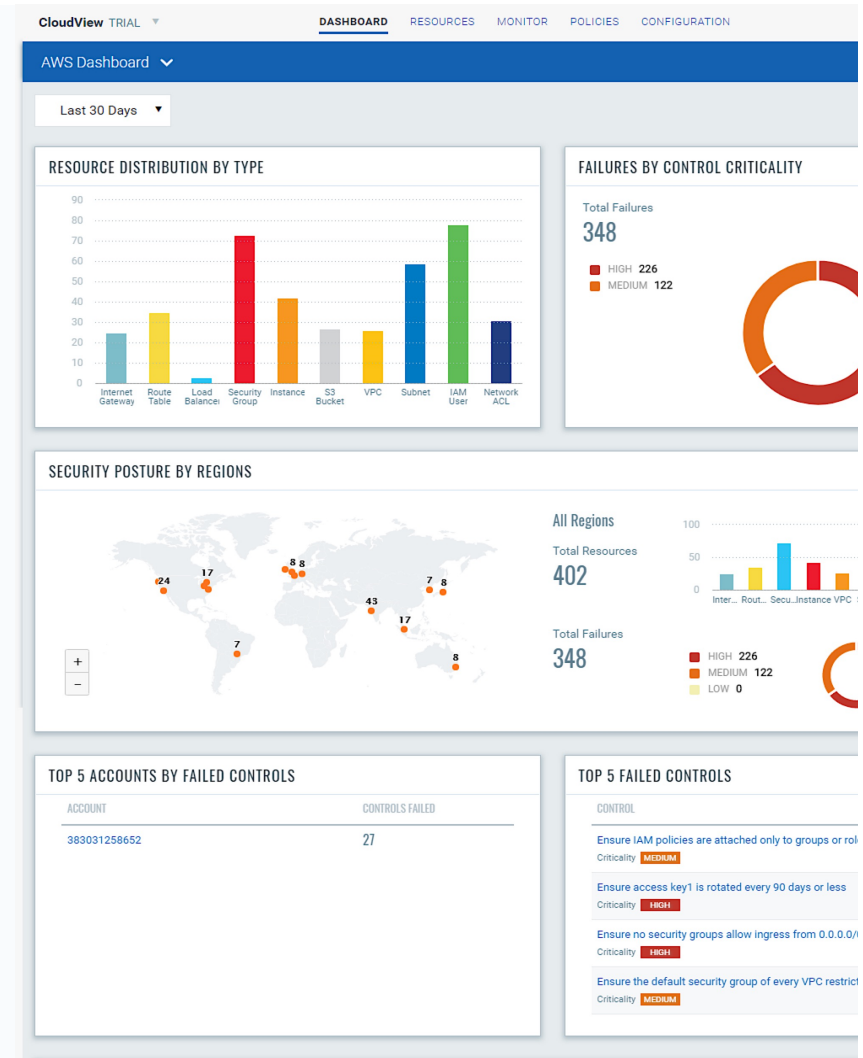 CloudView TRIAL
DASHBOARD RESOURCES MONITOR POLICIES CONFIGURATION
AWS Dashboard
Last 30 Days
RESOURCE DISTRIBUTION BY TYPE
90
80
70
60
50
40
30
20
10
0
Internet Gateway
Route Table
Load Balancer
Security Group
Instance
S3 Bucket
VPC
Subnet
IAM User
Network ACL
FAILURES BY CONTROL CRITICALITY
Total Failures
348
HIGH 226
MEDIUM 122
SECURITY POSTURE BY REGIONS
24
17
8 8
7 8
43
17
7
8
+
−
All Regions
Total Resources
402
100
50
0
Inter... Rout... Secu... Instance VPC
Total Failures
348
HIGH 226
MEDIUM 122
LOW 0
TOP 5 ACCOUNTS BY FAILED CONTROLS
ACCOUNT CONTROLS FAILED
383031258652 27
TOP 5 FAILED CONTROLS
CONTROL
Ensure IAM policies are attached only to groups or
Criticality MEDIUM
Ensure access key1 is rotated every 90 days or less
Criticality HIGH
Ensure no security groups allow ingress from 0.0.0.0/
Criticality HIGH
Ensure the default security group of every VPC restrict
Criticality MEDIUM